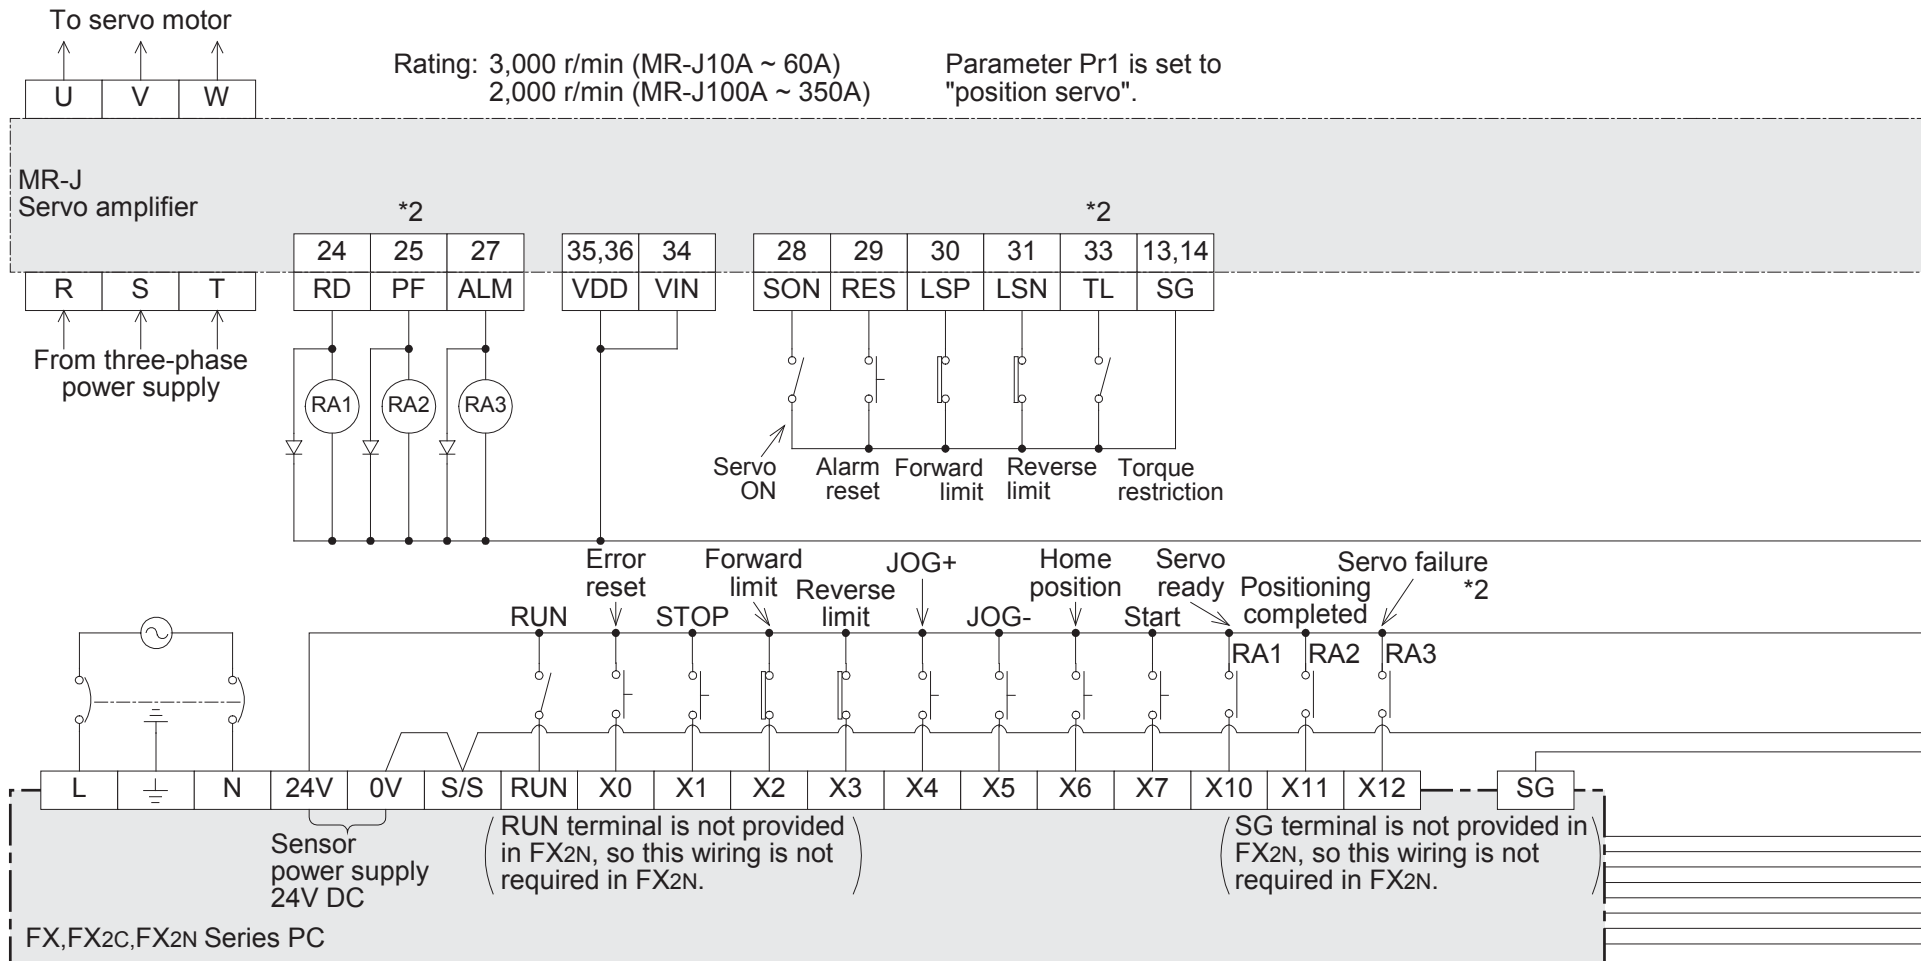 To servo motor
Rating: 3,000 r/min (MR-J10A ~ 60A)
2,000 r/min (MR-J100A ~ 350A)
Parameter Pr1 is set to
"position servo".
U V W
MR-J
Servo amplifier
*2 *2
24 25 27 35,36 34 28 29 30 31 33 13,14
R S T RD PF ALM VDD VIN SON RES LSP LSN TL SG
From three-phase
power supply
RA1 RA2 RA3
Servo
ON
Alarm
reset
Forward
limit
Reverse
limit
Torque
restriction
RUN
Error
reset
STOP
Forward
limit
Reverse
limit
JOG+
JOG-
Home
position
Start
Servo
ready
Positioning
completed
Servo failure
*2
RA1 RA2 RA3
L N 24V 0V S/S RUN X0 X1 X2 X3 X4 X5 X6 X7 X10 X11 X12 SG
Sensor
power supply
24V DC
(RUN terminal is not provided
in FX2N, so this wiring is not
required in FX2N.)
(SG terminal is not provided in
FX2N, so this wiring is not
required in FX2N.)
FX,FX2C,FX2N Series PC